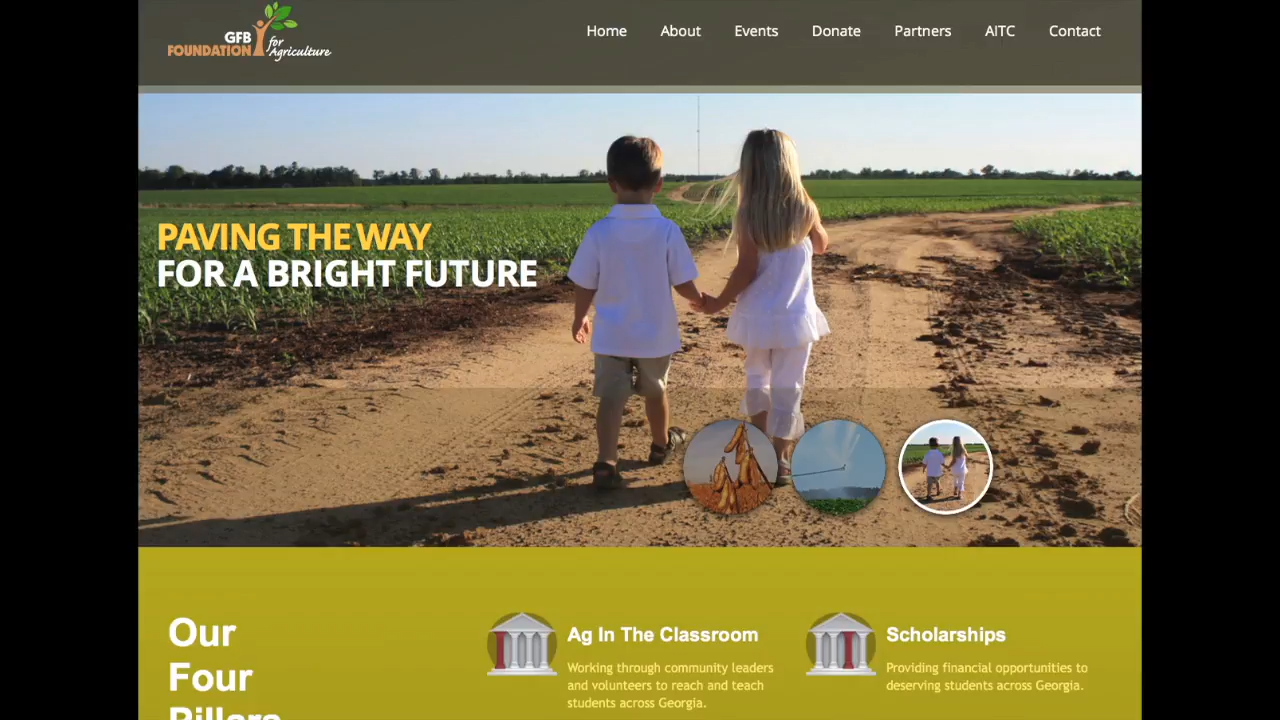 GFB
FOUNDATION
for
Agriculture
Home
About
Events
Donate
Partners
AITC
Contact
PAVING THE WAY
FOR A BRIGHT FUTURE
Our
Four
Pillars
Ag In The Classroom
Working through community leaders
and volunteers to reach and teach
students across Georgia.
Scholarships
Providing financial opportunities to
deserving students across Georgia.